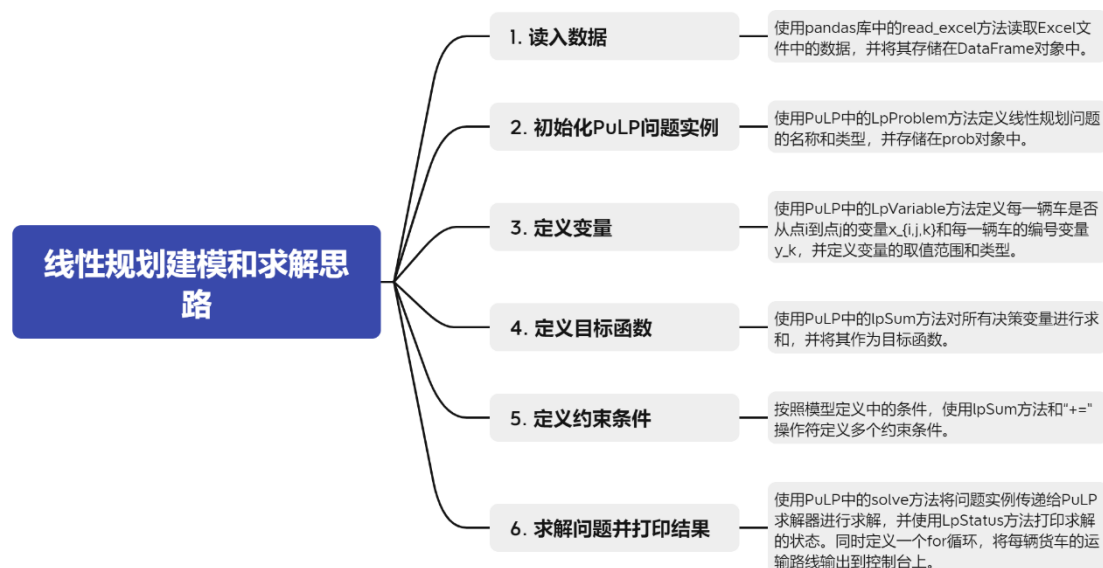 线性规划建模和求解思
路
1. 读入数据
使用pandas库中的read_excel方法读取Excel文
件中的数据，并将其存储在DataFrame对象中。
2. 初始化PuLP问题实例
使用PuLP中的LpProblem方法定义线性规划问题
的名称和类型，并存储在prob对象中。
3. 定义变量
使用PuLP中的LpVariable方法定义每一辆车是否
从点i到点j的变量x_{i,j,k}和每一辆车的编号变量
y_k，并定义变量的取值范围和类型。
4. 定义目标函数
使用PuLP中的lpSum方法对所有决策变量进行求
和，并将其作为目标函数。
5. 定义约束条件
按照模型定义中的条件，使用lpSum方法和"+="
操作符定义多个约束条件。
6. 求解问题并打印结果
使用PuLP中的solve方法将问题实例传递给PuLP
求解器进行求解，并使用LpStatus方法打印求解
的状态。同时定义一个for循环，将每辆货车的运
输路线输出到控制台上。